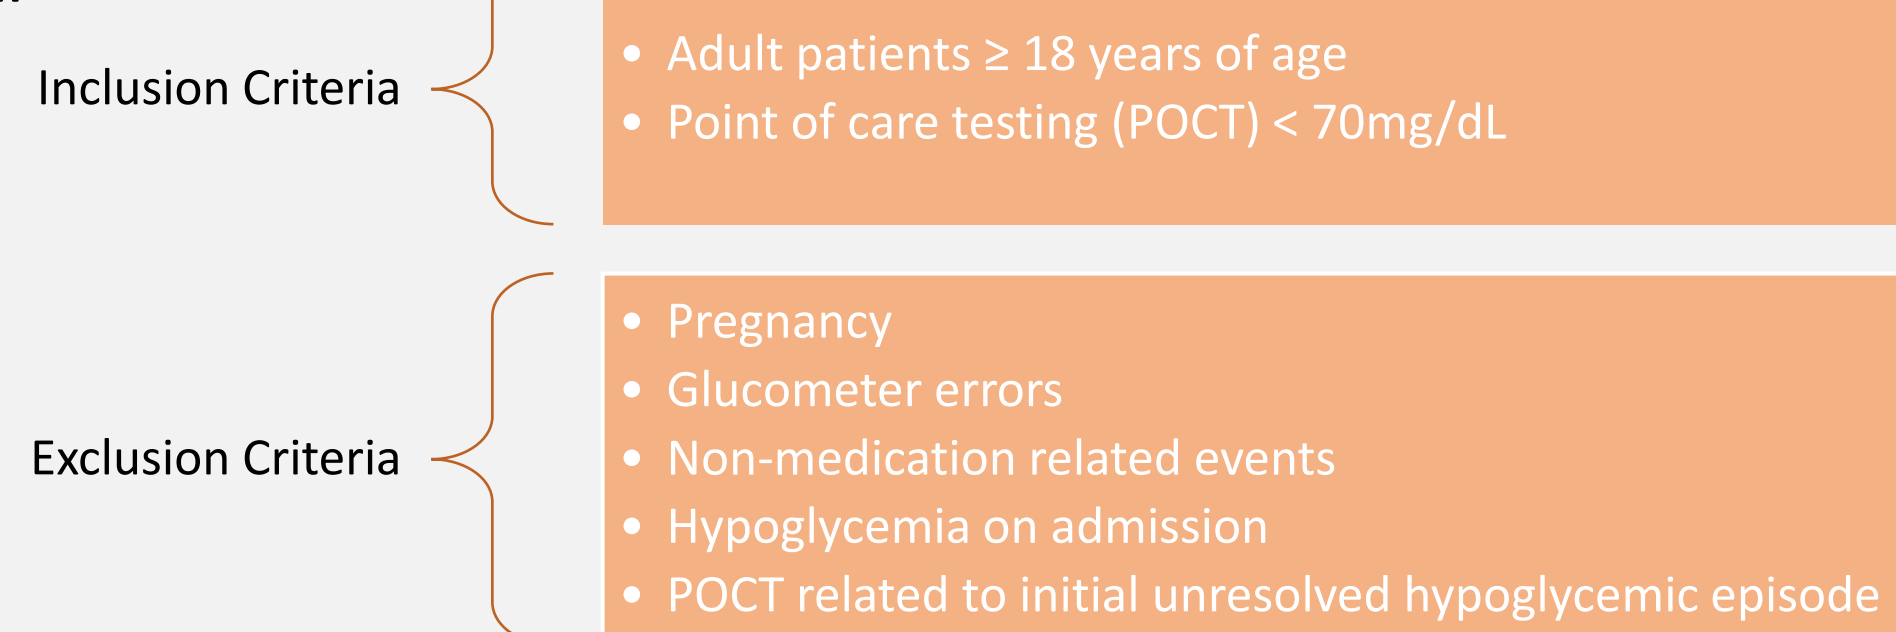 Inclusion Criteria
• Adult patients ≥ 18 years of age
• Point of care testing (POCT) < 70mg/dL
Exclusion Criteria
• Pregnancy
• Glucometer errors
• Non-medication related events
• Hypoglycemia on admission
• POCT related to initial unresolved hypoglycemic episode